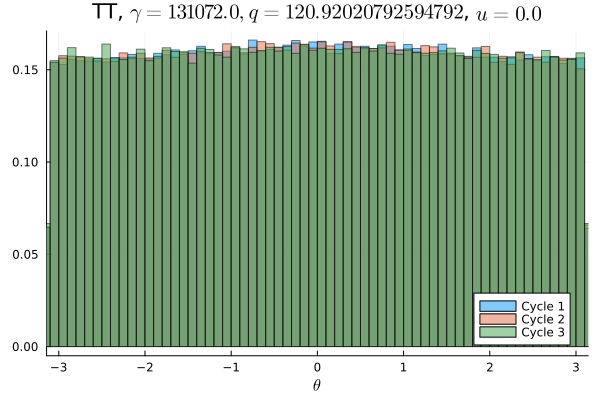 TT, γ = 131072.0, q = 120.92020792594792, u = 0.0
0.15
0.10
0.05
0.00
Cycle 1
Cycle 2
Cycle 3
−3 −2 −1 0 1 2 3
θ